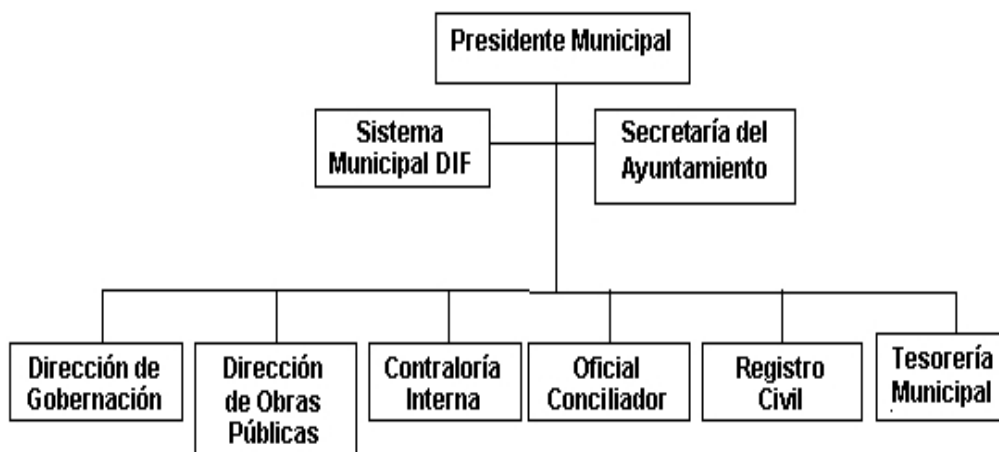 Presidente Municipal
Sistema
Municipal DIF
Secretaría del
Ayuntamiento
Dirección de
Gobernación
Dirección
de Obras
Públicas
Contraloría
Interna
Oficial
Conciliador
Registro
Civil
Tesorería
Municipal